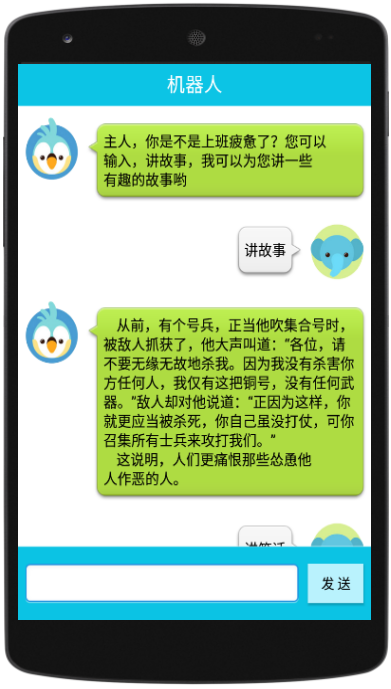 机器人
主人，你是不是上班疲惫了？您可以
输入，讲故事，我可以为您讲一些
有趣的故事哟
讲故事
从前，有个号兵，正当他吹集合号时，
被敌人抓获了，他大声叫道：“各位，请
不要无缘无故地杀我。因为我没有杀害你
方任何人，我仅有这把铜号，没有任何武
器。”敌人却对他说道：“正因为这样，你
就更应当被杀死，你自己虽没打仗，可你
召集所有士兵来攻打我们。”
这说明，人们更痛恨那些怂恿他
人作恶的人。
讲笑话
发 送